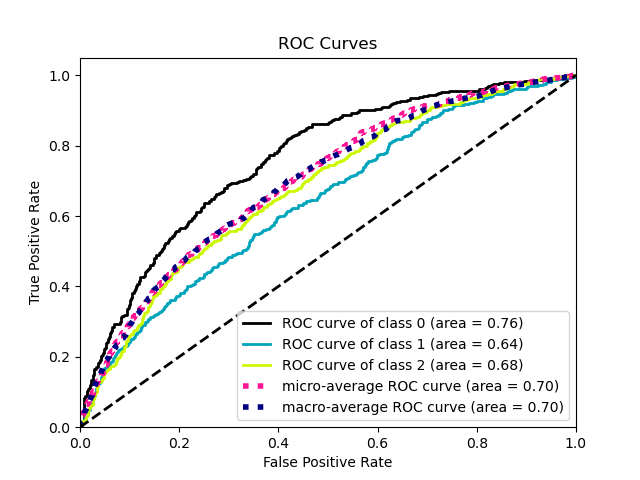 ROC Curves
True Positive Rate
1.0
0.8
0.6
0.4
0.2
0.0
ROC curve of class 0 (area = 0.76)
ROC curve of class 1 (area = 0.64)
ROC curve of class 2 (area = 0.68)
micro-average ROC curve (area = 0.70)
macro-average ROC curve (area = 0.70)
0.0 0.2 0.4 0.6 0.8 1.0
False Positive Rate